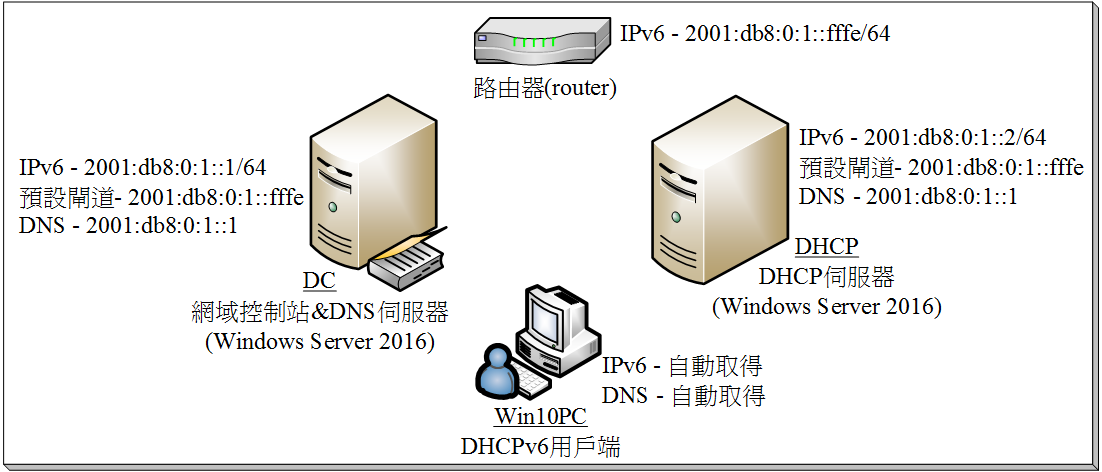 IPv6 - 2001:db8:0:1::fffe/64
路由器(router)
IPv6 - 2001:db8:0:1::1/64
預設閘道- 2001:db8:0:1::fffe
DNS - 2001:db8:0:1::1
DC
網域控制站&DNS伺服器
(Windows Server 2016)
IPv6 - 2001:db8:0:1::2/64
預設閘道- 2001:db8:0:1::fffe
DNS - 2001:db8:0:1::1
DHCP
DHCP伺服器
(Windows Server 2016)
IPv6 - 自動取得
DNS - 自動取得
Win10PC
DHCPv6用戶端